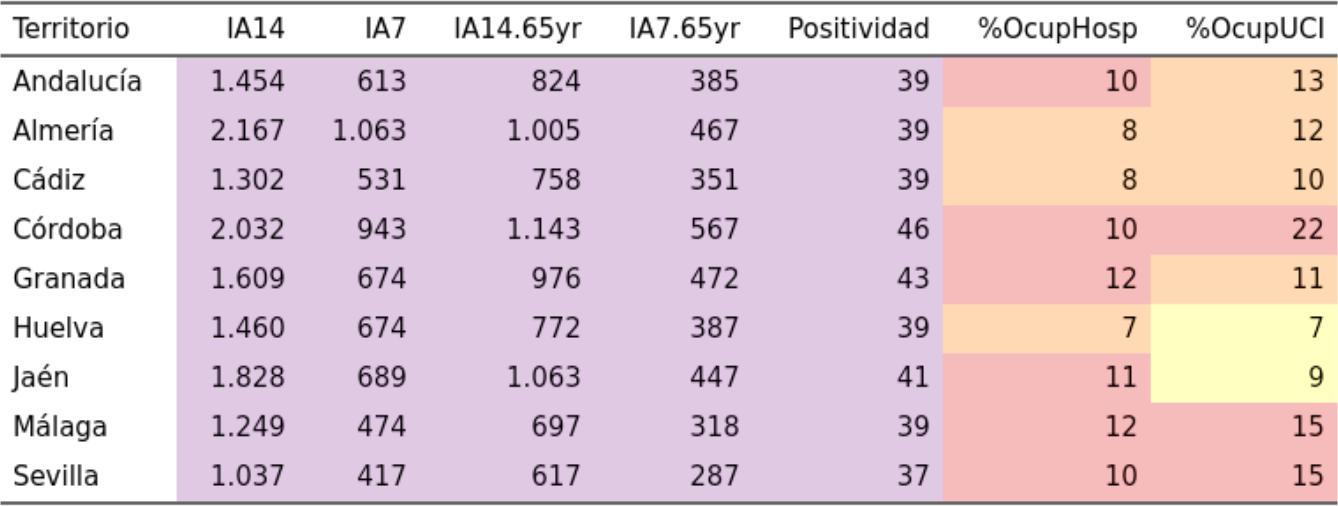 Territorio IA14 IA7 IA14.65yr IA7.65yr Positividad %OcupHosp %OcupUCI
Andalucía 1.454 613 824 385 39 10 13
Almería 2.167 1.063 1.005 467 39 8 12
Cádiz 1.302 531 758 351 39 8 10
Córdoba 2.032 943 1.143 567 46 10 22
Granada 1.609 674 976 472 43 12 11
Huelva 1.460 674 772 387 39 7 7
Jaén 1.828 689 1.063 447 41 11 9
Málaga 1.249 474 697 318 39 12 15
Sevilla 1.037 417 617 287 37 10 15